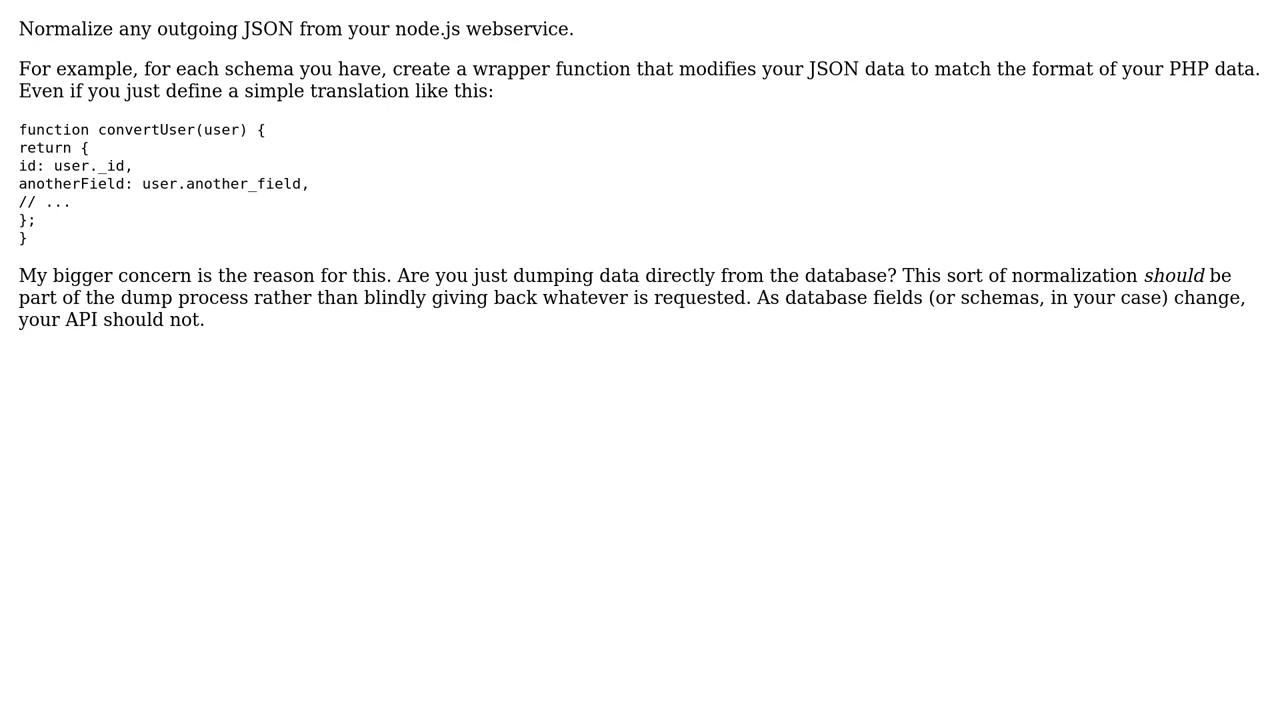 Normalize any outgoing JSON from your node.js webservice.
For example, for each schema you have, create a wrapper function that modifies your JSON data to match the format of your PHP data.
Even if you just define a simple translation like this:
function convertUser(user) {
return {
id: user._id,
anotherField: user.another_field,
// ...
};
}
My bigger concern is the reason for this. Are you just dumping data directly from the database? This sort of normalization should be
part of the dump process rather than blindly giving back whatever is requested. As database fields (or schemas, in your case) change,
your API should not.